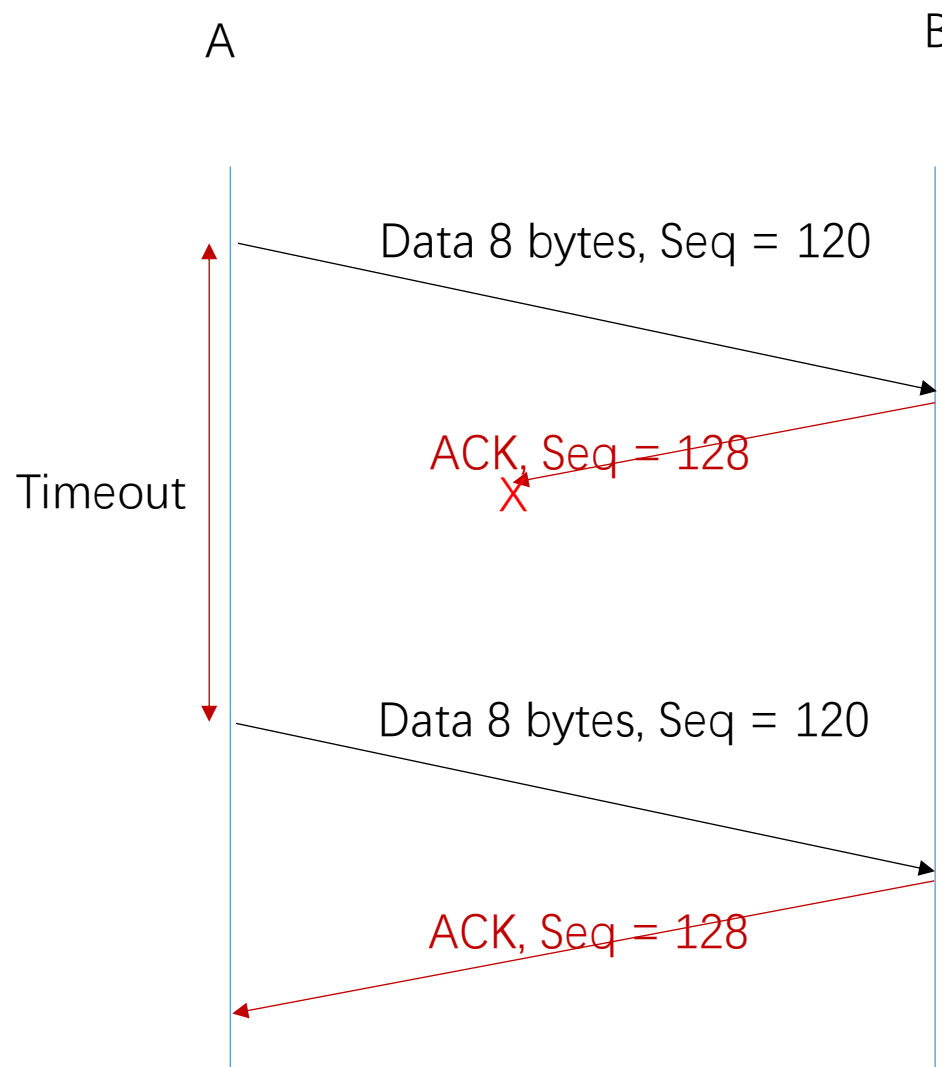 A
B
Data 8 bytes, Seq = 120
ACK, Seq = 128
X
Timeout
Data 8 bytes, Seq = 120
ACK, Seq = 128